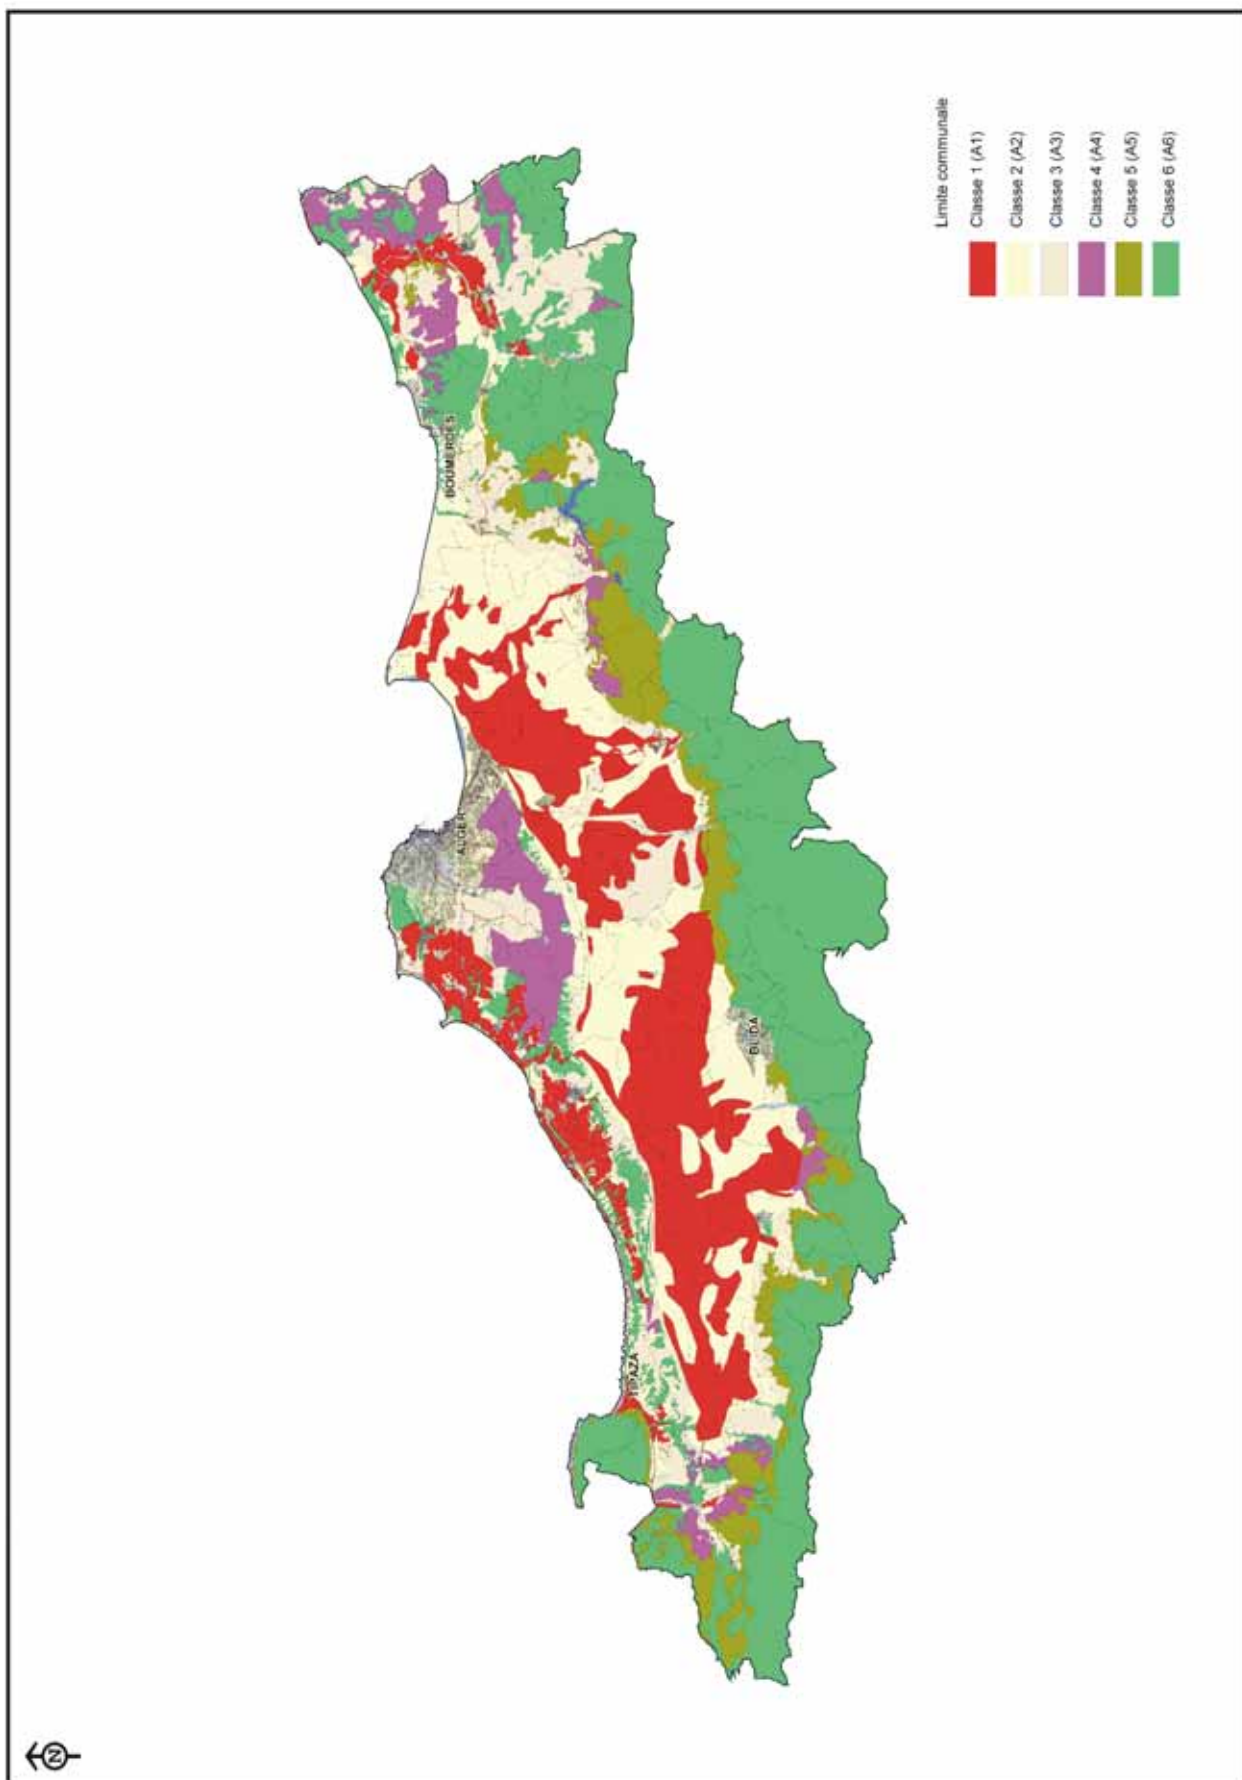 N
BOUMERDES
ALGER
BLIDA
TIPAZA
Limite communale
Classe 1 (A1)
Classe 2 (A2)
Classe 3 (A3)
Classe 4 (A4)
Classe 5 (A5)
Classe 6 (A6)